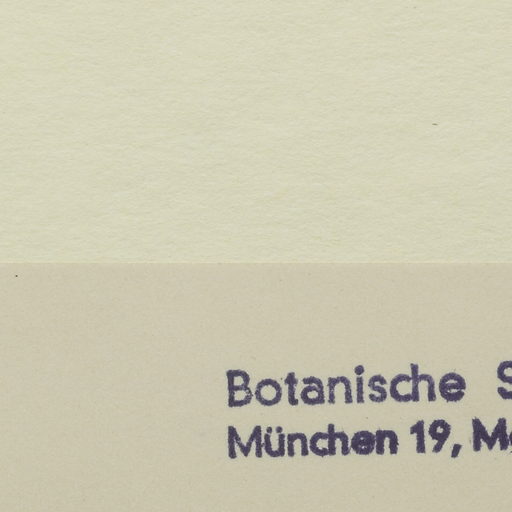 Botanische
München 19,